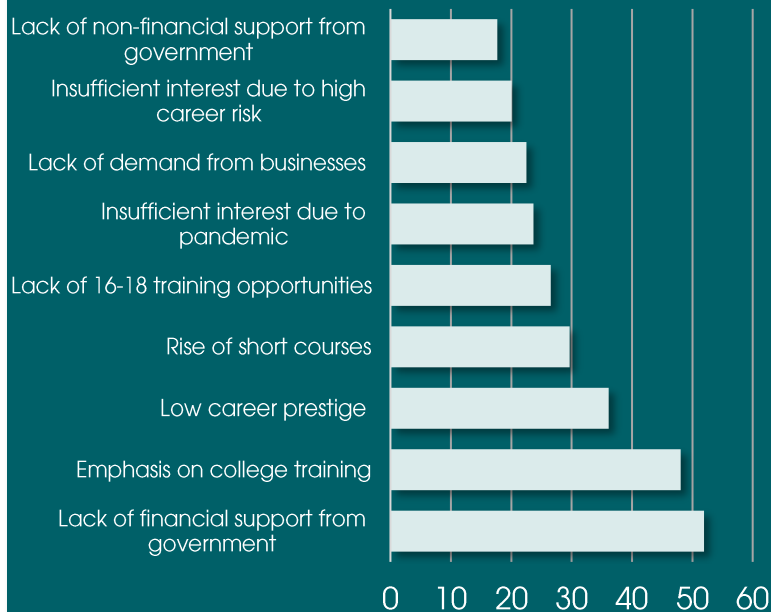 Lack of non-financial support from
government
Insufficient interest due to high
career risk
Lack of demand from businesses
Insufficient interest due to
pandemic
Lack of 16-18 training opportunities
Rise of short courses
Low career prestige
Emphasis on college training
Lack of financial support from
government
0 10 20 30 40 50 60